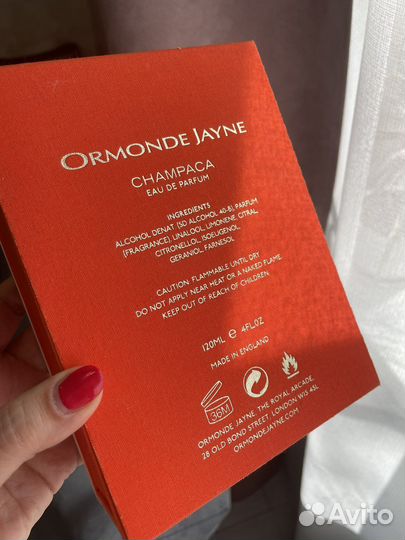 ORMONDE JAYNE
CHAMPACA
EAU DE PARFUM
INGREDIENTS
ALCOHOL DENAT. (SD ALCOHOL 40-B), PARFUM
(FRAGRANCE), LINALOOL, LIMONENE, CITRAL,
CITRONELLOL, ISOEUGENOL,
GERANIOL, FARNESOL
CAUTION: FLAMMABLE UNTIL DRY
DO NOT APPLY NEAR HEAT OR A NAKED FLAME
KEEP OUT OF REACH OF CHILDREN
120ML e 4FL.OZ
MADE IN ENGLAND
36M
ORMONDE JAYNE, THE ROYAL ARCADE,
28 OLD BOND STREET, LONDON W1S 4SL
ORMONDEJAYNE.COM
Avito